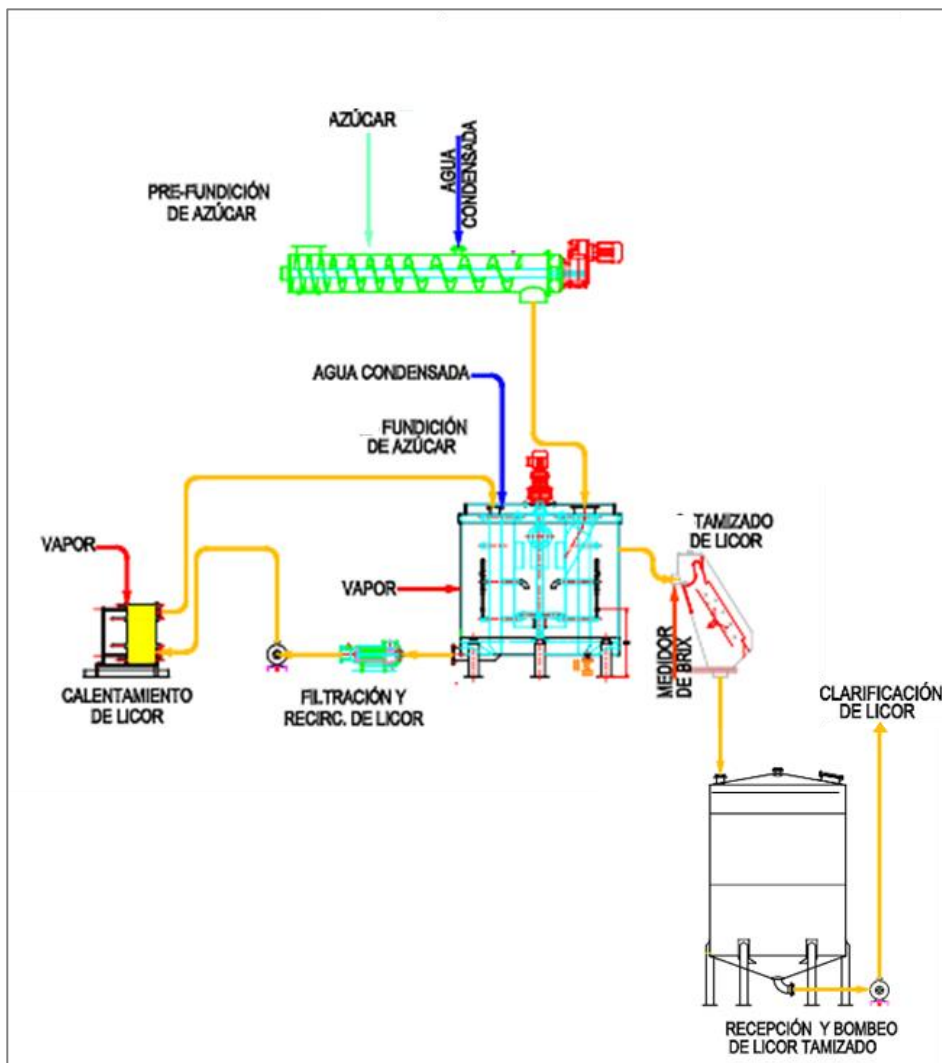 AZÚCAR
AGUA
CONDENSADA
PRE-FUNDICIÓN
DE AZÚCAR
AGUA CONDENSADA
FUNDICIÓN
DE AZÚCAR
TAMIZADO
DE LICOR
VAPOR
VAPOR
MEDIDOR
DE BRIX
CALENTAMIENTO
DE LICOR
FILTRACIÓN Y
RECIRC. DE LICOR
CLARIFICACIÓN
DE LICOR
RECEPCIÓN Y BOMBEO
DE LICOR TAMIZADO